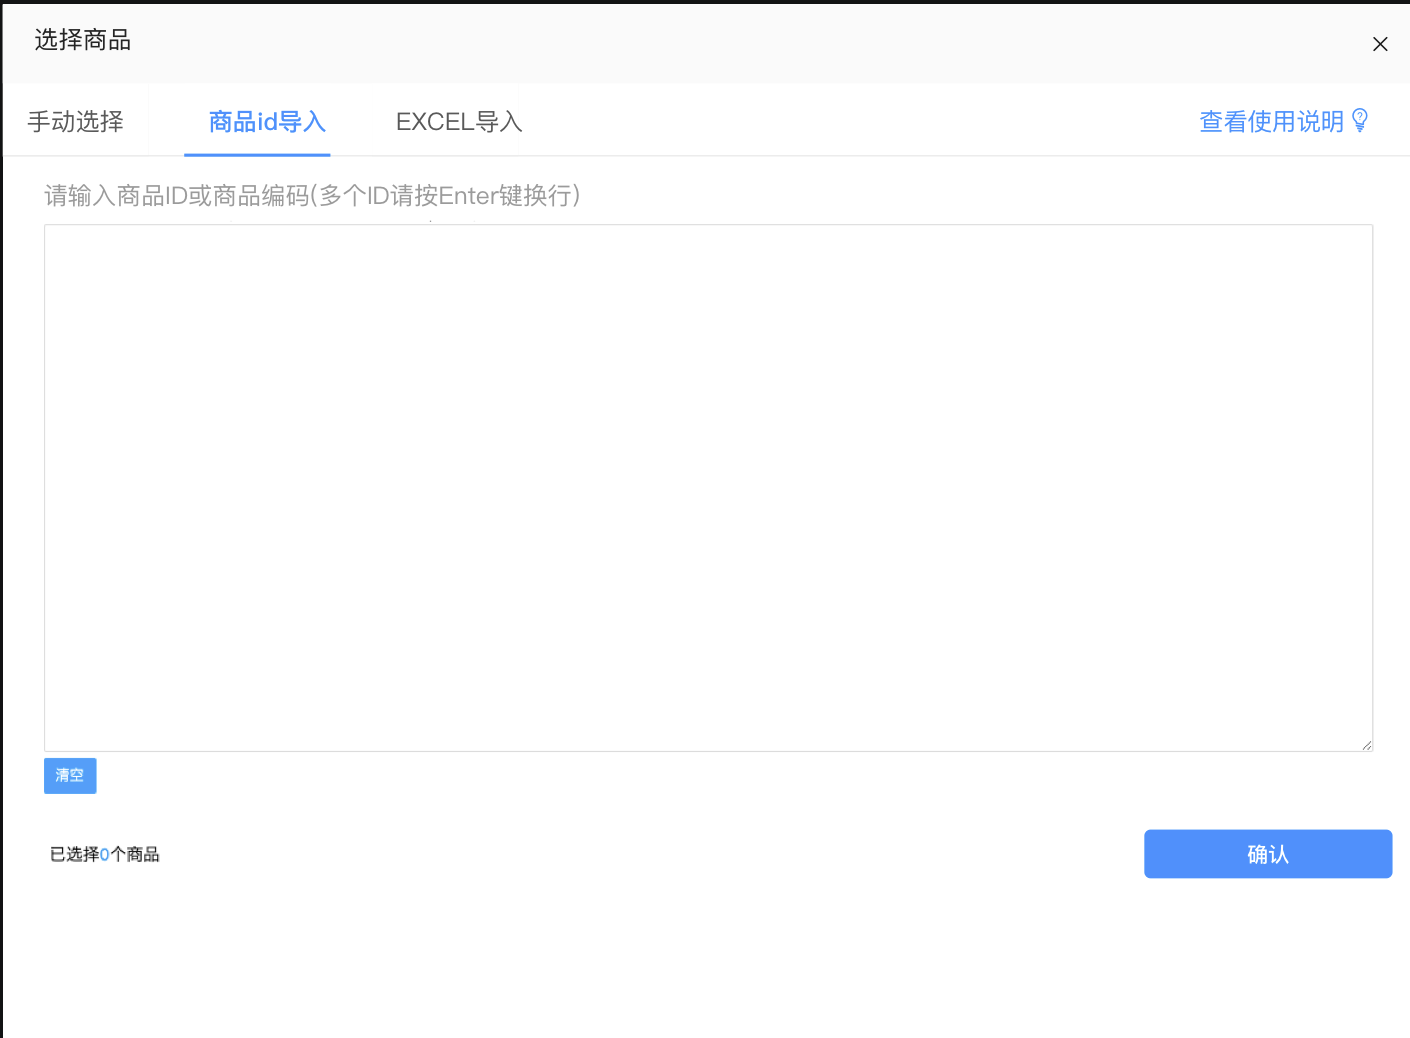 选择商品
手动选择 商品id导入 EXCEL导入 查看使用说明
请输入商品ID或商品编码(多个ID请按Enter键换行)
清空
已选择0个商品 确认